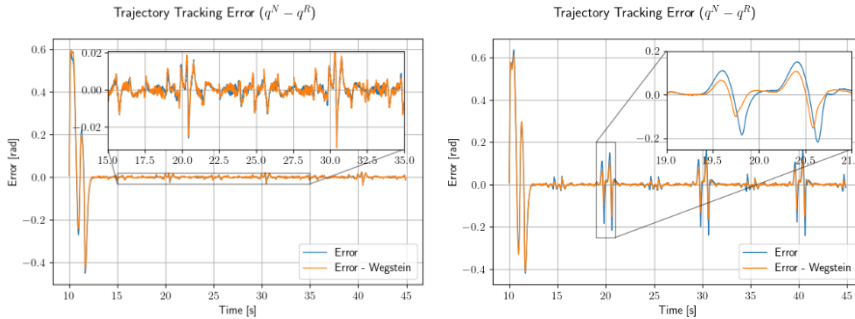 Trajectory Tracking Error (q^N − q^R)
0.6
0.4
0.2
0.0
−0.2
−0.4
Error [rad]
0.02
0.00
−0.02
15.0 17.5 20.0 22.5 25.0 27.5 30.0 32.5 35.0
Error
Error - Wegstein
10 15 20 25 30 35 40 45
Time [s]
Trajectory Tracking Error (q^N − q^R)
0.6
0.4
0.2
0.0
−0.2
−0.4
Error [rad]
0.2
0.0
−0.2
19.0 19.5 20.0 20.5 21.
Error
Error - Wegstein
10 15 20 25 30 35 40 45
Time [s]